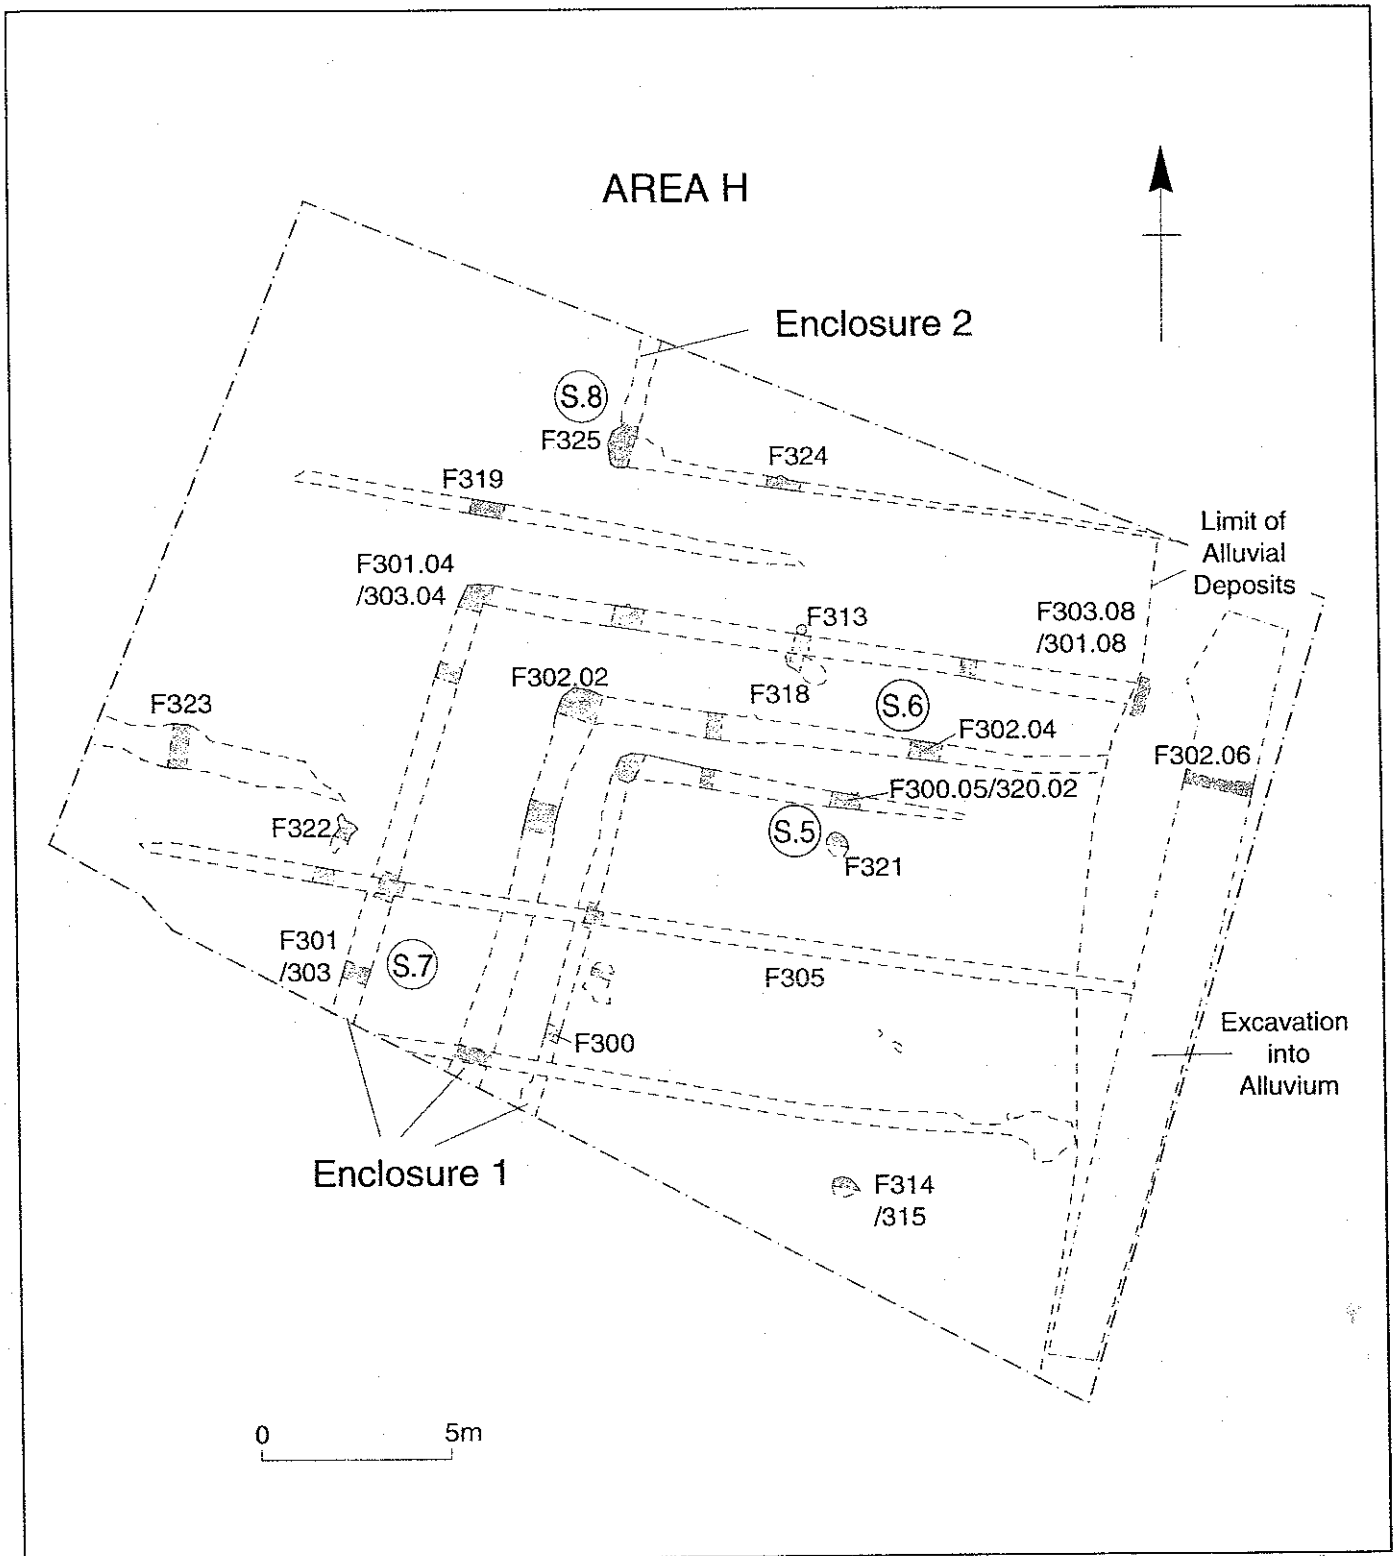 AREA H
Enclosure 2
S.8
F325
F324
F319
Limit of
Alluvial
Deposits
F301.04
/303.04
F313
F303.08
/301.08
F302.02
F318
S.6
F323
F302.04
F302.06
F300.05/320.02
F322
S.5
F321
F301
/303
S.7
F305
F300
Excavation
into
Alluvium
Enclosure 1
F314
/315
0
5m